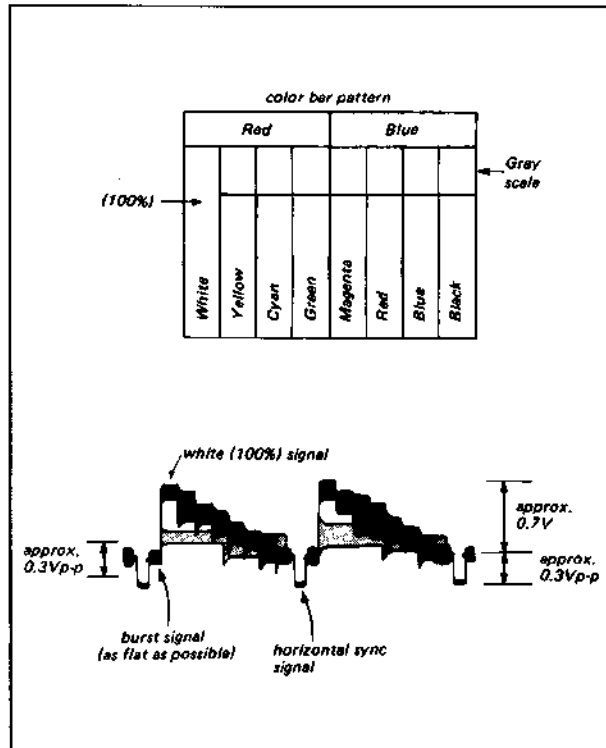 color bar pattern
Red Blue
Gray
scale
(100%)
White Yellow Cyan Green Magenta Red Blue Black
white (100%) signal
approx.
0.7V
approx.
0.3Vp-p
approx.
0.3Vp-p
burst signal
(as flat as possible)
horizontal sync
signal